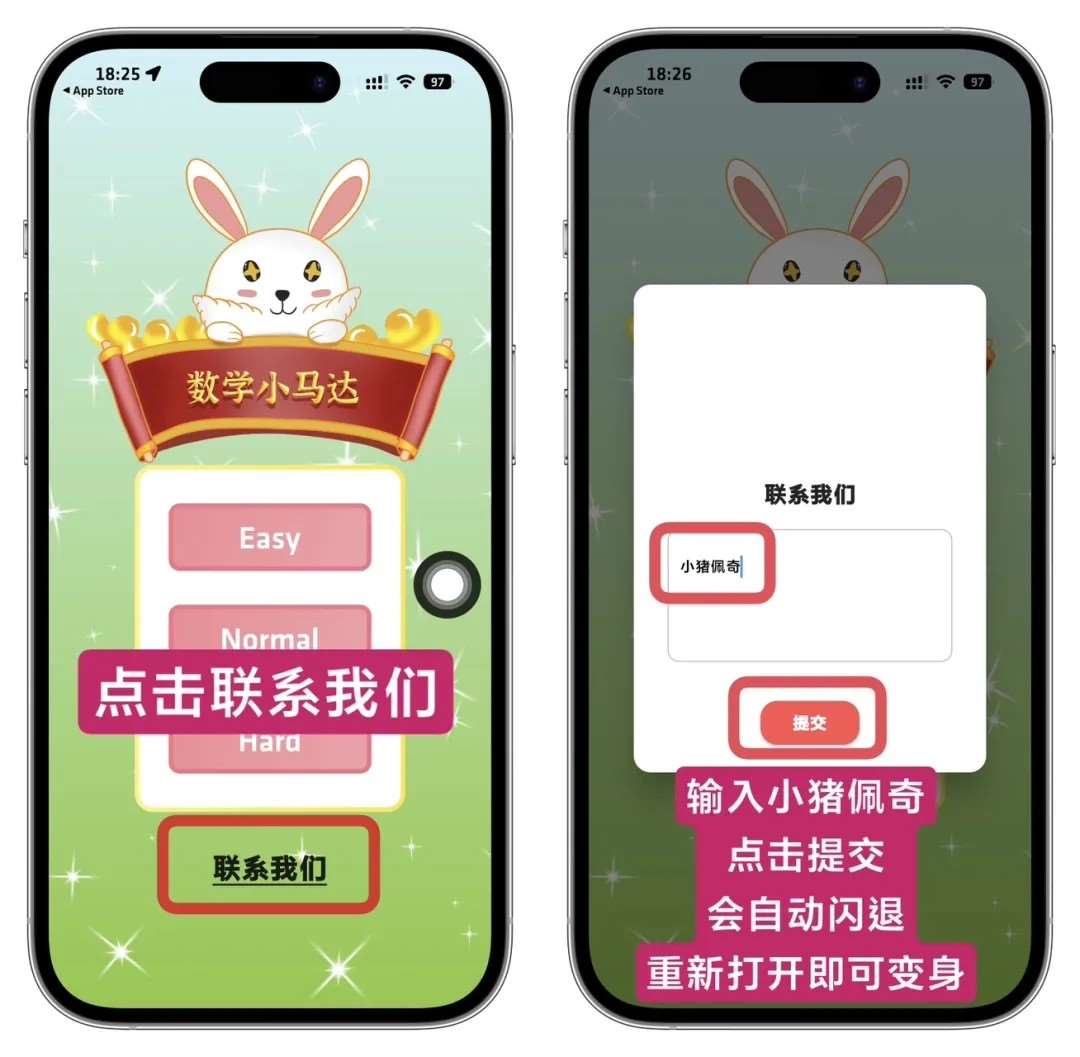 18:25
97
◀ App Store
数学小马达
Easy
Normal
点击联系我们
Hard
联系我们
18:26
97
◀ App Store
联系我们
小猪佩奇
提交
输入小猪佩奇
点击提交
会自动闪退
重新打开即可变身